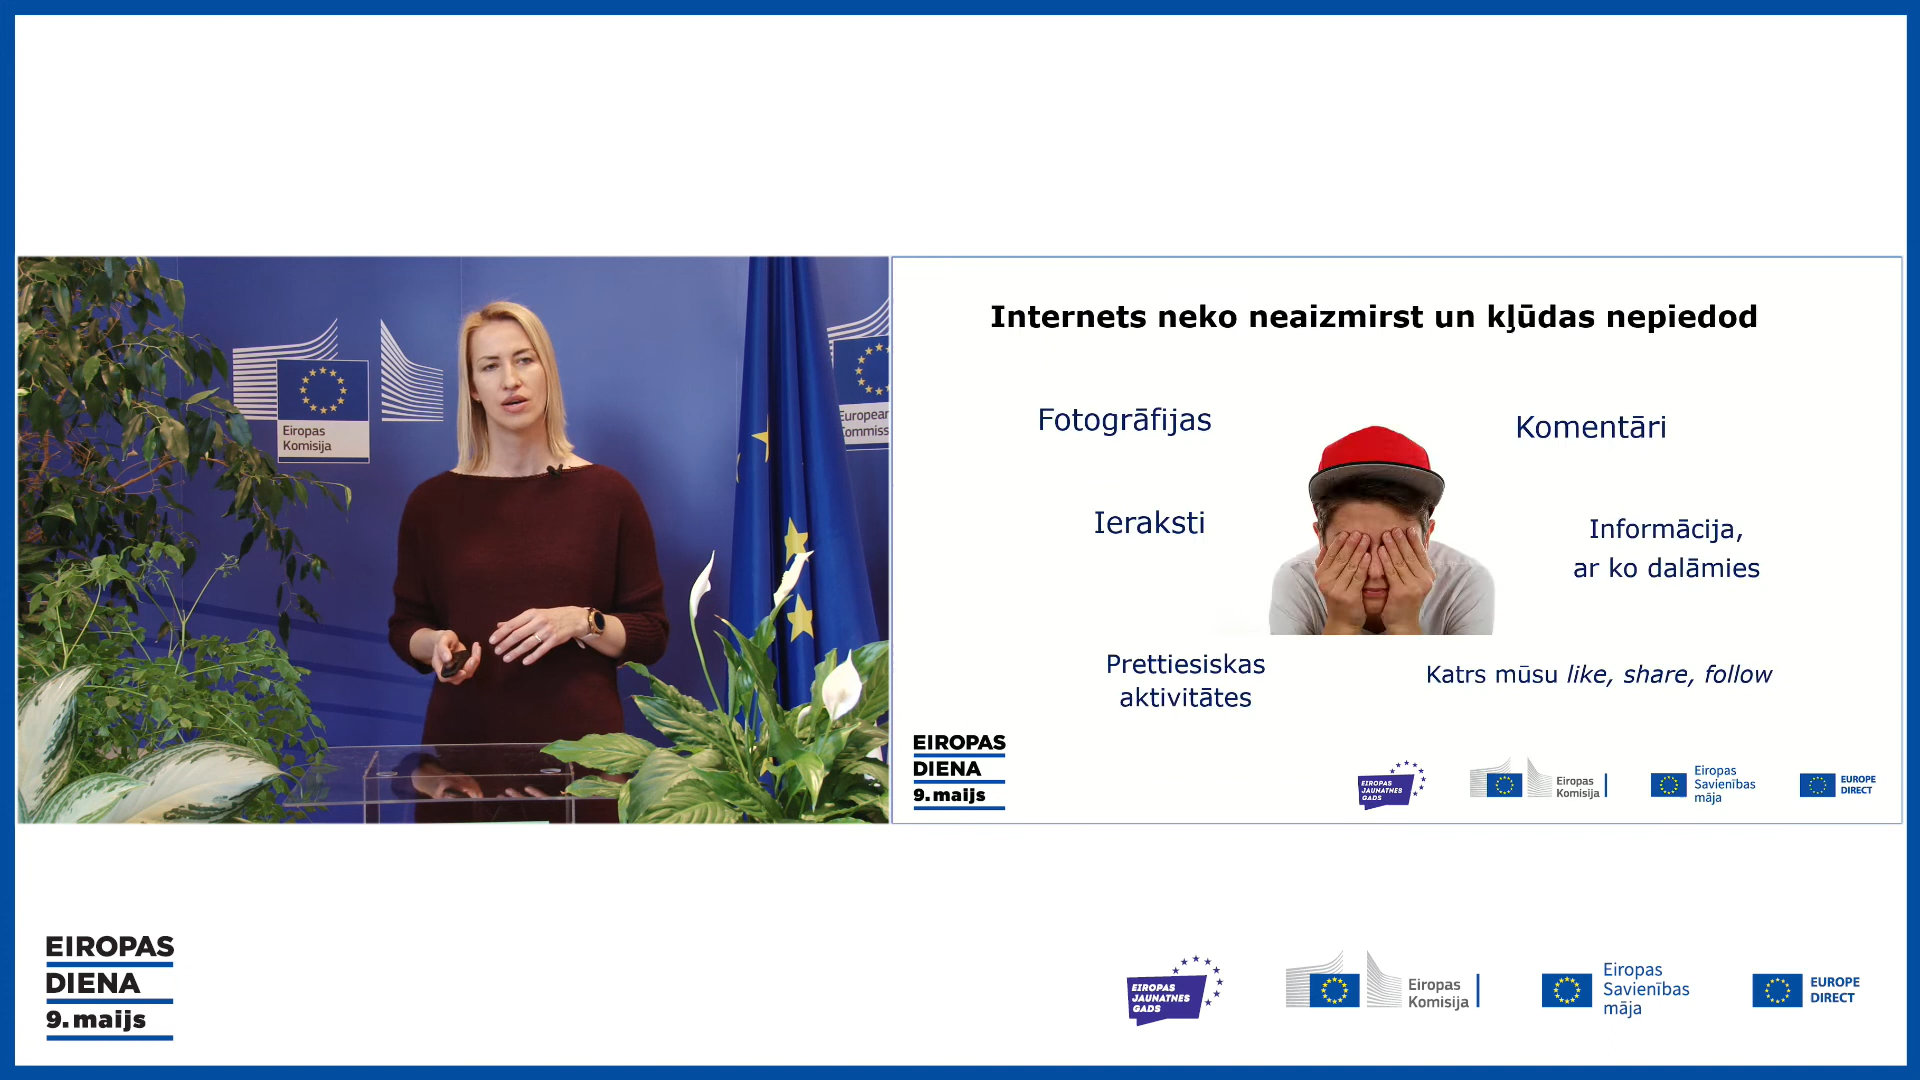 Eiropas
Komisija
European
Internets neko neaizmirst un kļūdas nepiedod
Fotogrāfijas
Komentāri
Ieraksti
Informācija,
ar ko dalāmies
Prettiesiskas
aktivitātes
Katrs mūsu like, share, follow
EIROPAS
DIENA
9. maijs
EIROPAS
JAUNATNES
GADS
Eiropas
Komisija
Eiropas
Savienības
māja
EUROPE
DIRECT
EIROPAS
DIENA
9. maijs
EIROPAS
JAUNATNES
GADS
Eiropas
Komisija
Eiropas
Savienības
māja
EUROPE
DIRECT